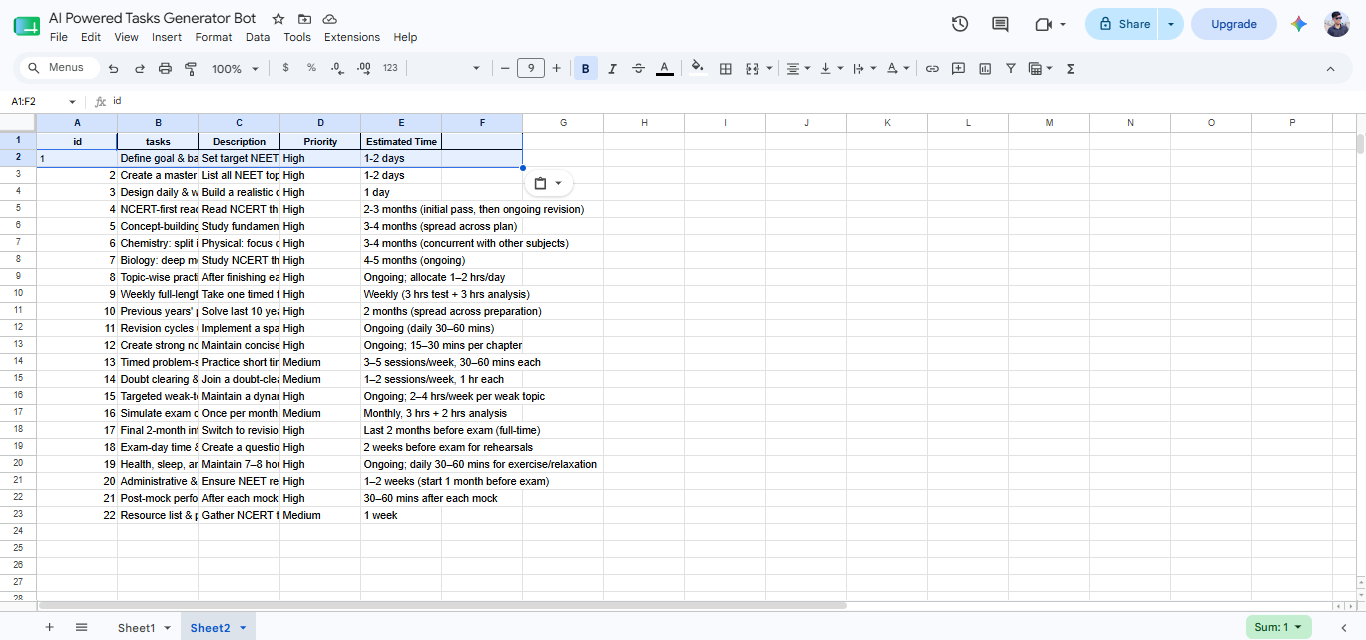 AI Powered Tasks Generator Bot
File Edit View Insert Format Data Tools Extensions Help
Share
Upgrade
Menus 100% $ % .0 .00 123 9 B I A
A1:F2 fx id
A B C D E F G H I J K L M N O P
1 id tasks Description Priority Estimated Time
2 1 Define goal & ba Set target NEET High 1-2 days
3 2 Create a master List all NEET top High 1-2 days
4 3 Design daily & w Build a realistic d High 1 day
5 4 NCERT-first read Read NCERT th High 2-3 months (initial pass, then ongoing revision)
6 5 Concept-building Study fundamen High 3-4 months (spread across plan)
7 6 Chemistry: split i Physical: focus o High 3-4 months (concurrent with other subjects)
8 7 Biology: deep m Study NCERT th High 4-5 months (ongoing)
9 8 Topic-wise practi After finishing ea High Ongoing; allocate 1–2 hrs/day
10 9 Weekly full-lengt Take one timed f High Weekly (3 hrs test + 3 hrs analysis)
11 10 Previous years' p Solve last 10 yea High 2 months (spread across preparation)
12 11 Revision cycles Implement a spa High Ongoing (daily 30–60 mins)
13 12 Create strong no Maintain concise High Ongoing; 15–30 mins per chapter
14 13 Timed problem-s Practice short tir Medium 3–5 sessions/week, 30–60 mins each
15 14 Doubt clearing & Join a doubt-clea Medium 1–2 sessions/week, 1 hr each
16 15 Targeted weak-t Maintain a dynar High Ongoing; 2–4 hrs/week per weak topic
17 16 Simulate exam c Once per month Medium Monthly, 3 hrs + 2 hrs analysis
18 17 Final 2-month in Switch to revisio High Last 2 months before exam (full-time)
19 18 Exam-day time & Create a questio High 2 weeks before exam for rehearsals
20 19 Health, sleep, ar Maintain 7–8 hou High Ongoing; daily 30–60 mins for exercise/relaxation
21 20 Administrative & Ensure NEET re High 1–2 weeks (start 1 month before exam)
22 21 Post-mock perfo After each mock High 30–60 mins after each mock
23 22 Resource list & p Gather NCERT t Medium 1 week
24
25
26
27
28
Sheet1 Sheet2 Sum: 1